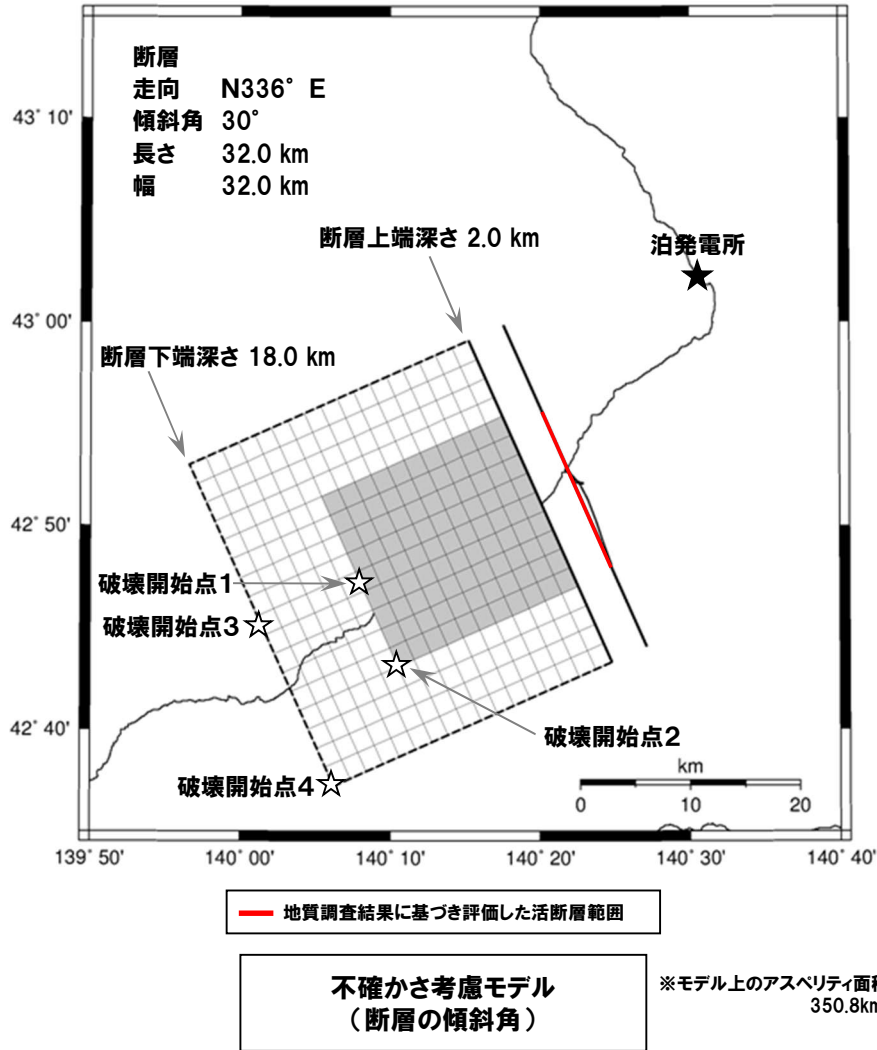 断層
走向 N336° E
傾斜角 30°
長さ 32.0 km
幅 32.0 km
43° 10'
断層上端深さ 2.0 km
泊発電所
43° 00'
断層下端深さ 18.0 km
42° 50'
破壊開始点1
破壊開始点3
42° 40'
破壊開始点2
破壊開始点4
km
0 10 20
139° 50' 140° 00' 140° 10' 140° 20' 140° 30' 140° 40'
地質調査結果に基づき評価した活断層範囲
不確かさ考慮モデル
(断層の傾斜角)
※モデル上のアスペリティ面積
350.8km